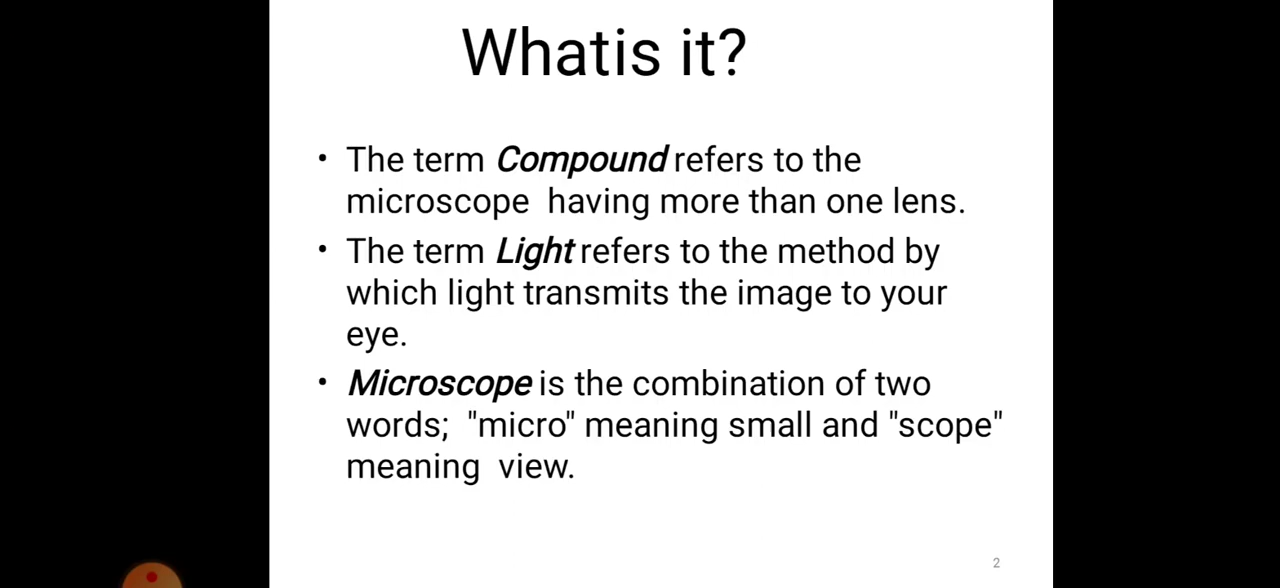 Whatis it?
• The term Compound refers to the
microscope  having more than one lens.
• The term Light refers to the method by
which light transmits the image to your
eye.
• Microscope is the combination of two
words;  "micro" meaning small and "scope"
meaning  view.
2